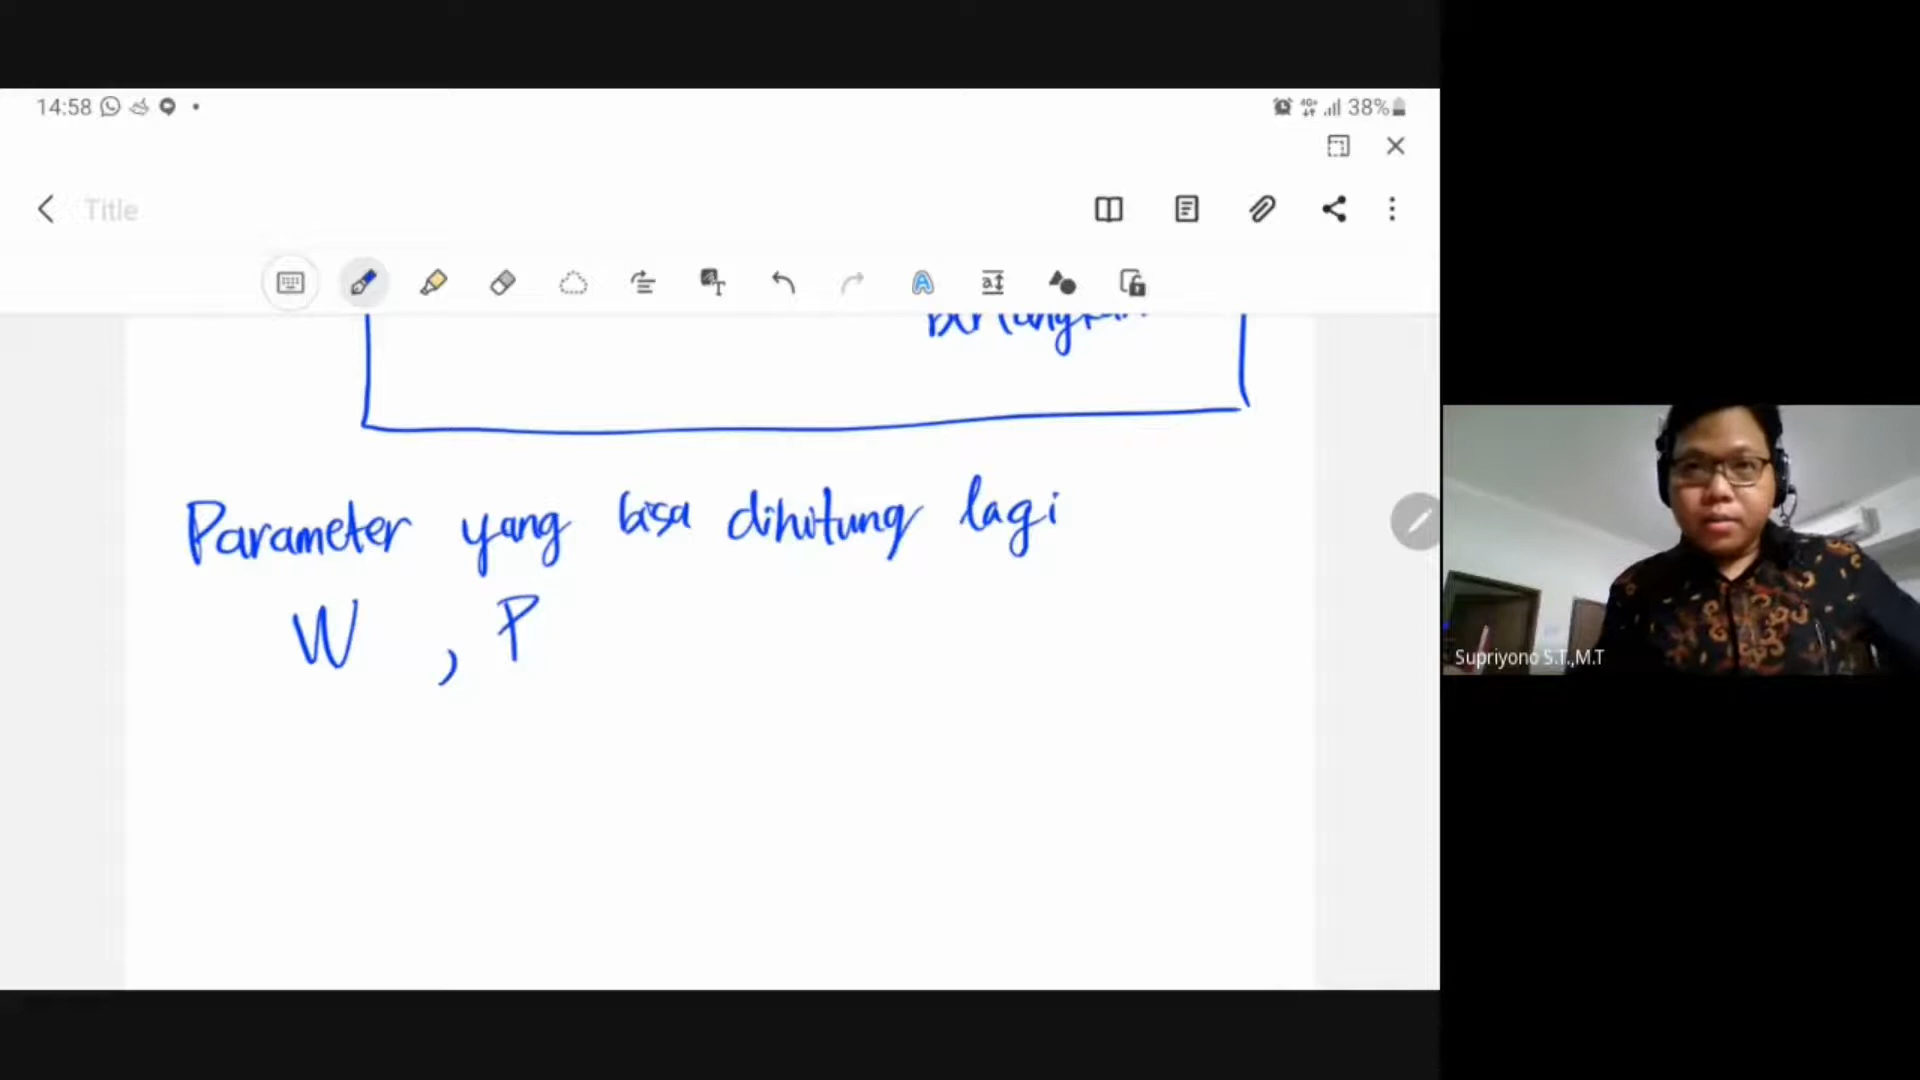 14:58
38%
Title
Parameter yang bisa dihitung lagi
W , P
Supriyono S.T.,M.T